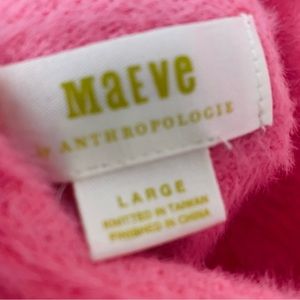 MaEve
by ANTHROPOLOGIE
LARGE
KNITTED IN TAIWAN
FINISHED IN CHINA